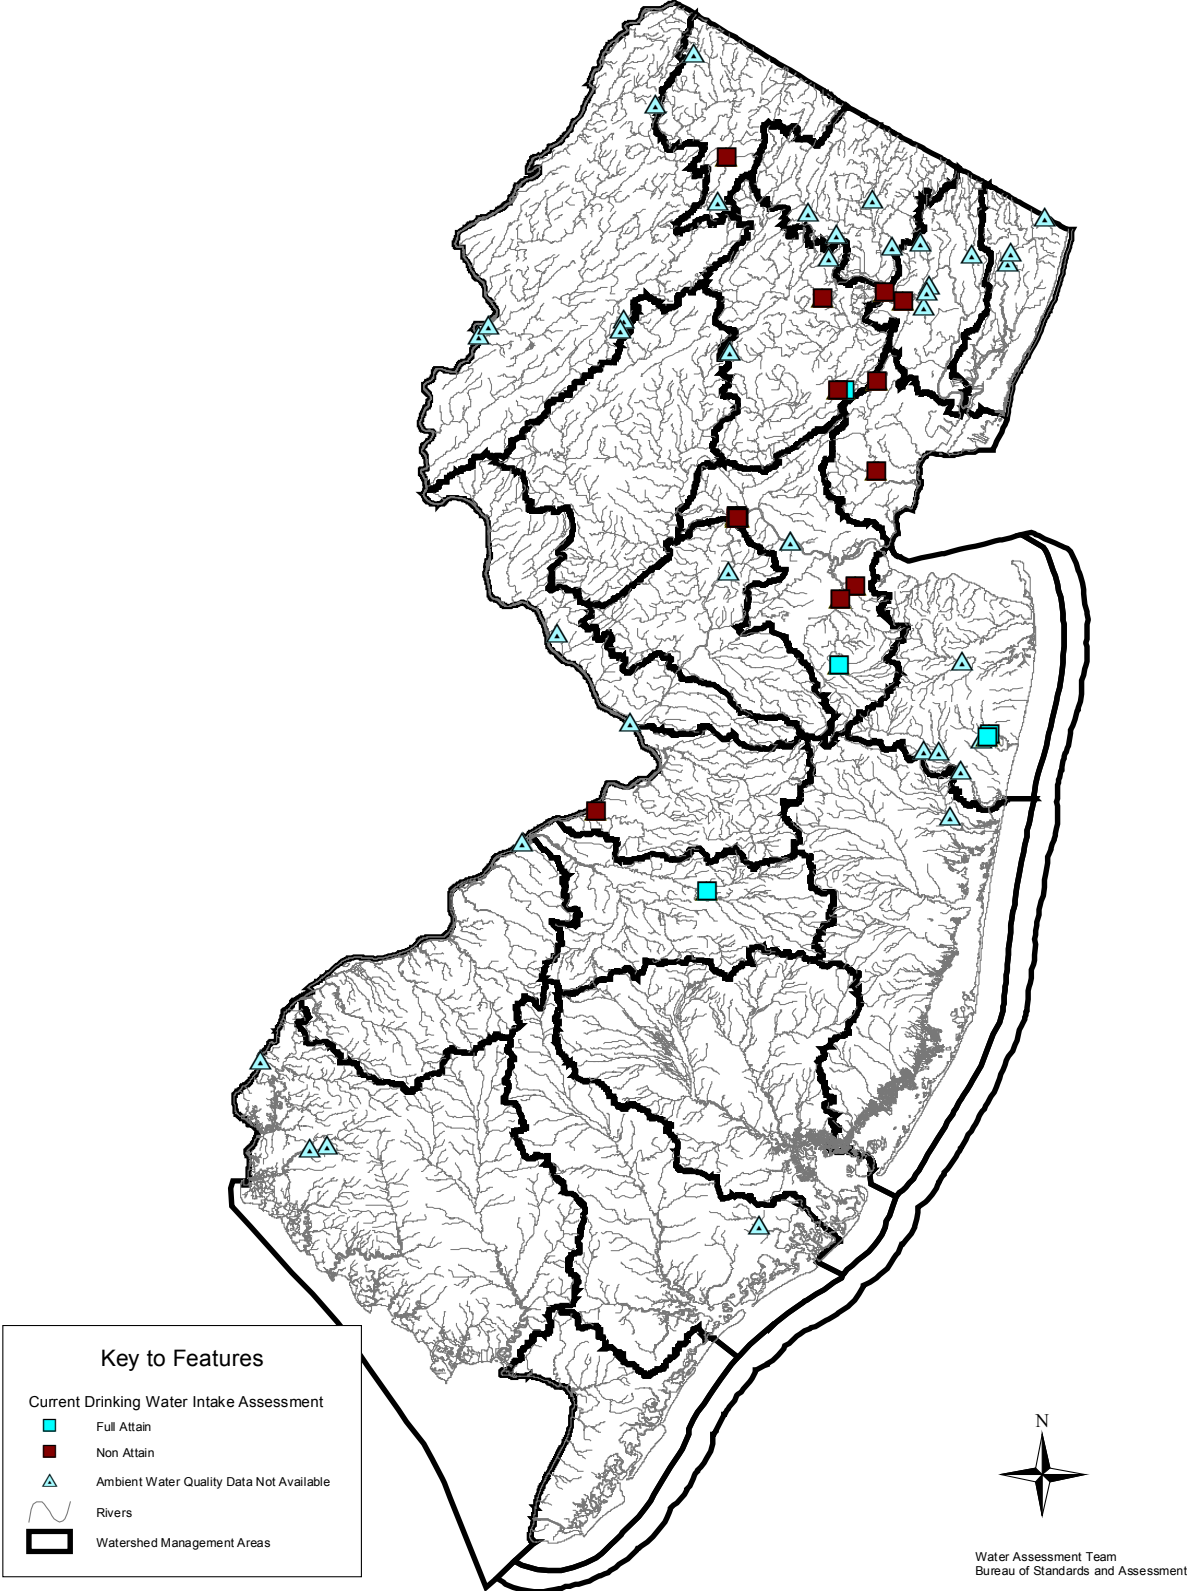 Key to Features
Current Drinking Water Intake Assessment
Full Attain
Non Attain
Ambient Water Quality Data Not Available
Rivers
Watershed Management Areas
N
Water Assessment Team
Bureau of Standards and Assessment